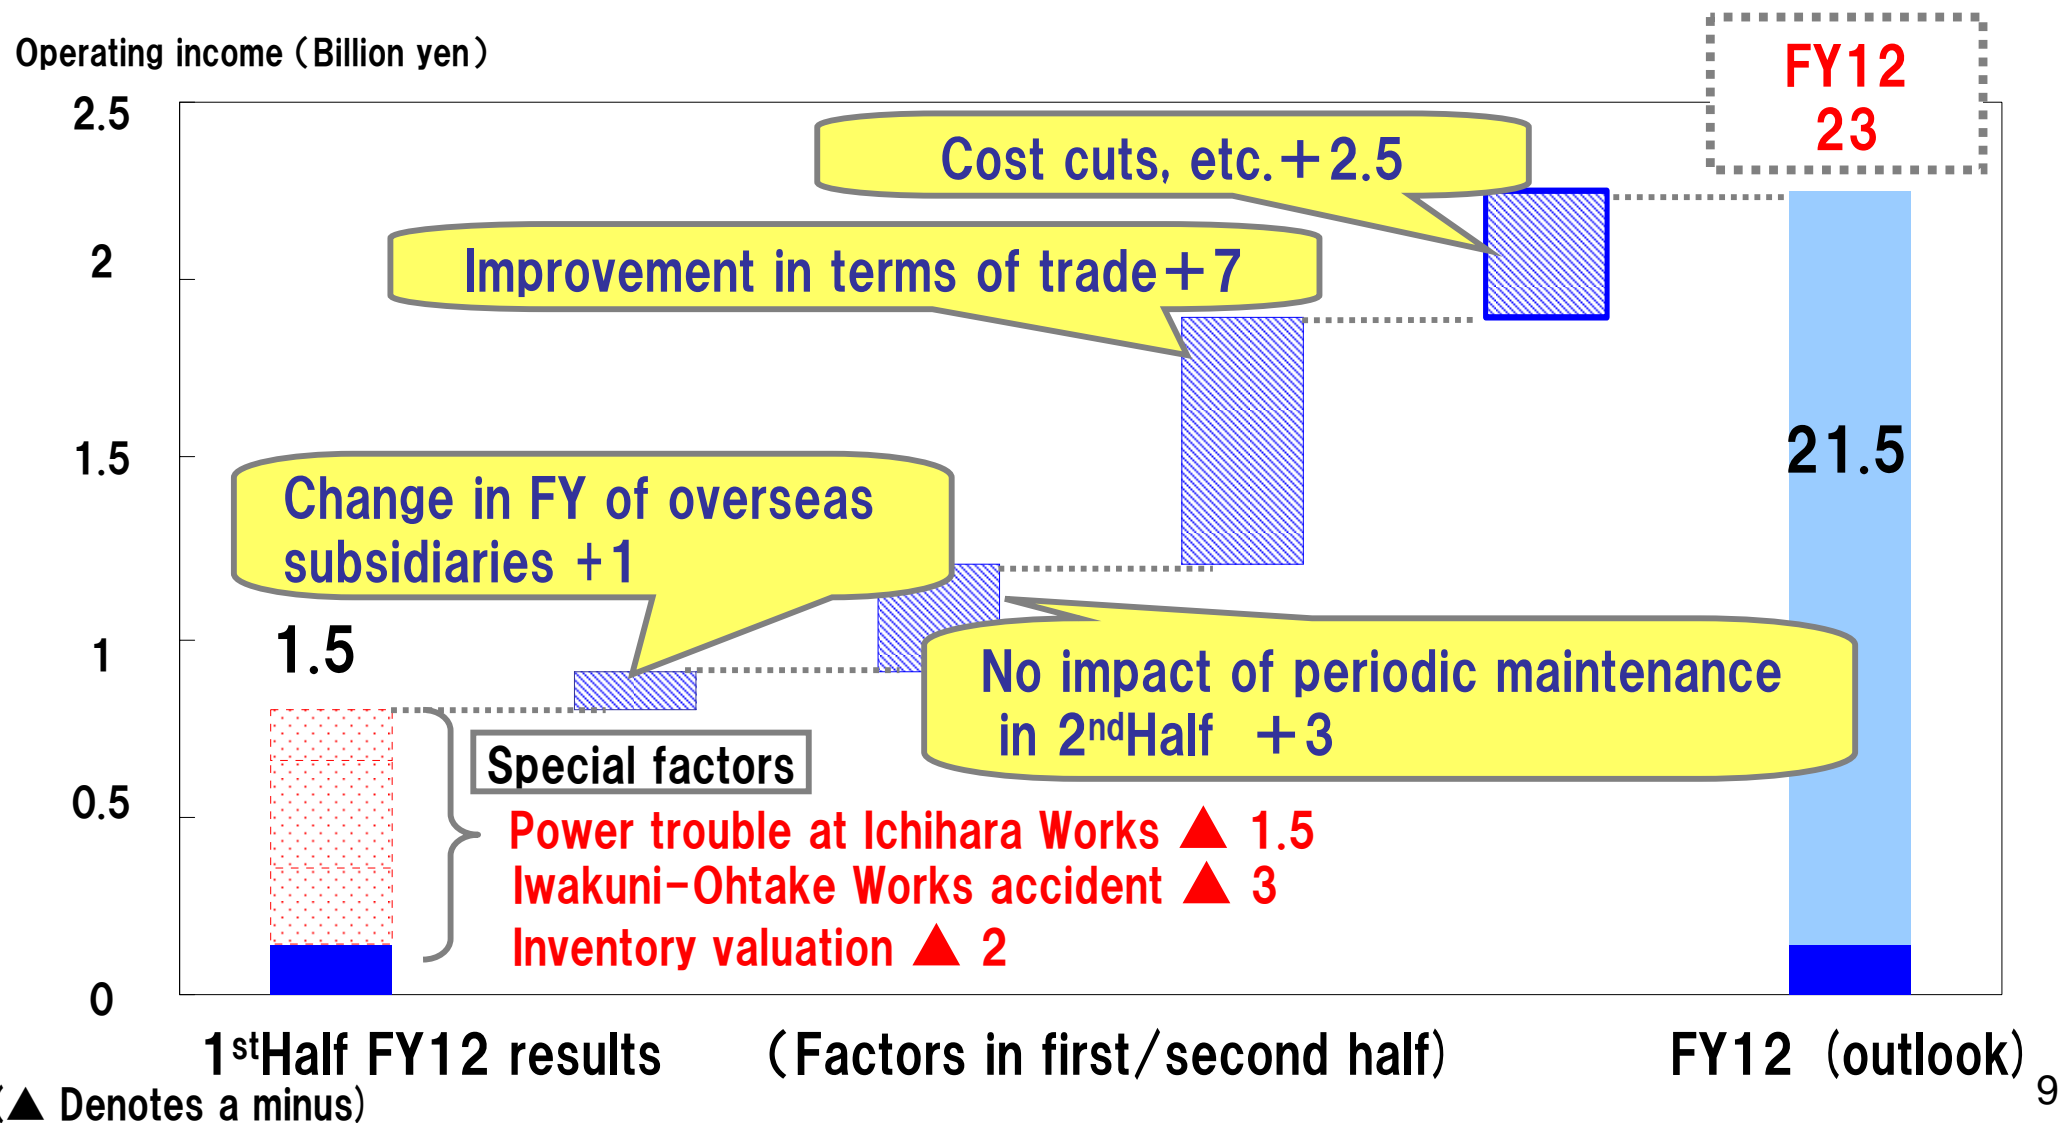 Operating income（Billion yen）
FY12
23
2.5
2
1.5
1
0.5
0
Cost cuts, etc.＋2.5
Improvement in terms of trade＋7
Change in FY of overseas
subsidiaries +1
1.5
21.5
No impact of periodic maintenance
in 2ndHalf ＋3
Special factors
Power trouble at Ichihara Works ▲ 1.5
Iwakuni-Ohtake Works accident ▲ 3
Inventory valuation ▲ 2
1stHalf FY12 results
（Factors in first/second half）
FY12（outlook）
(▲ Denotes a minus)
9